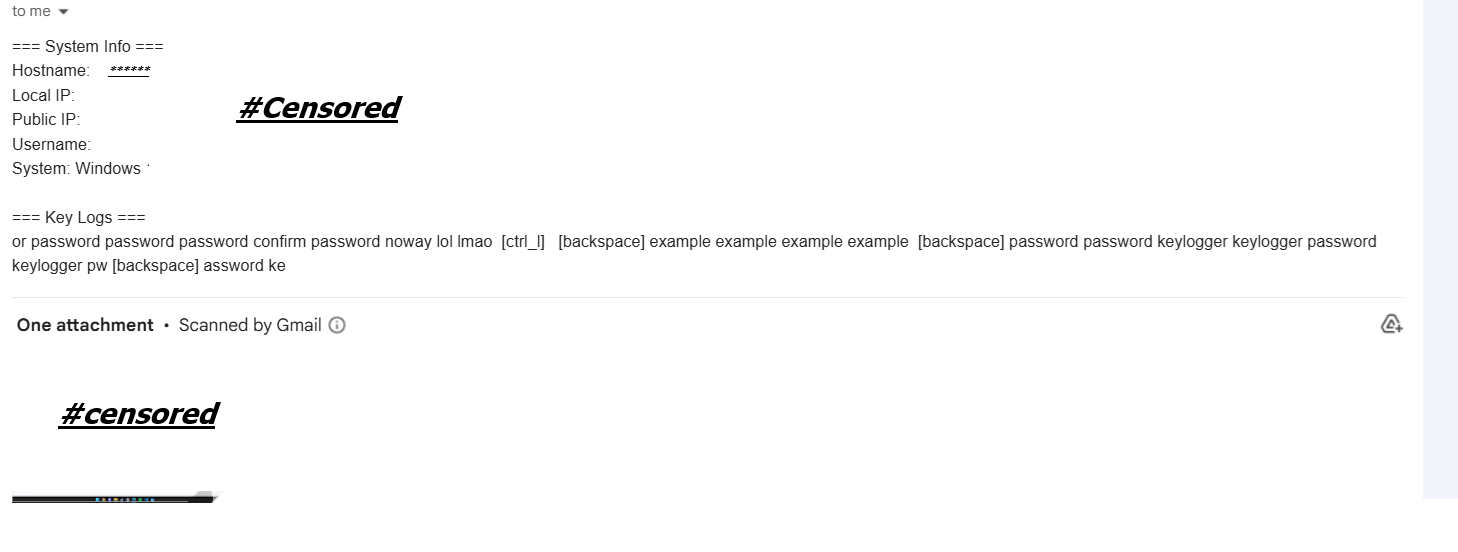 to me
=== System Info ===
Hostname: ******
Local IP:
#Censored
Public IP:
Username:
System: Windows
=== Key Logs ===
or password password password confirm password noway lol lmao [ctrl_l] [backspace] example example example example [backspace] password password keylogger keylogger password
keylogger pw [backspace] assword ke
One attachment • Scanned by Gmail
#censored